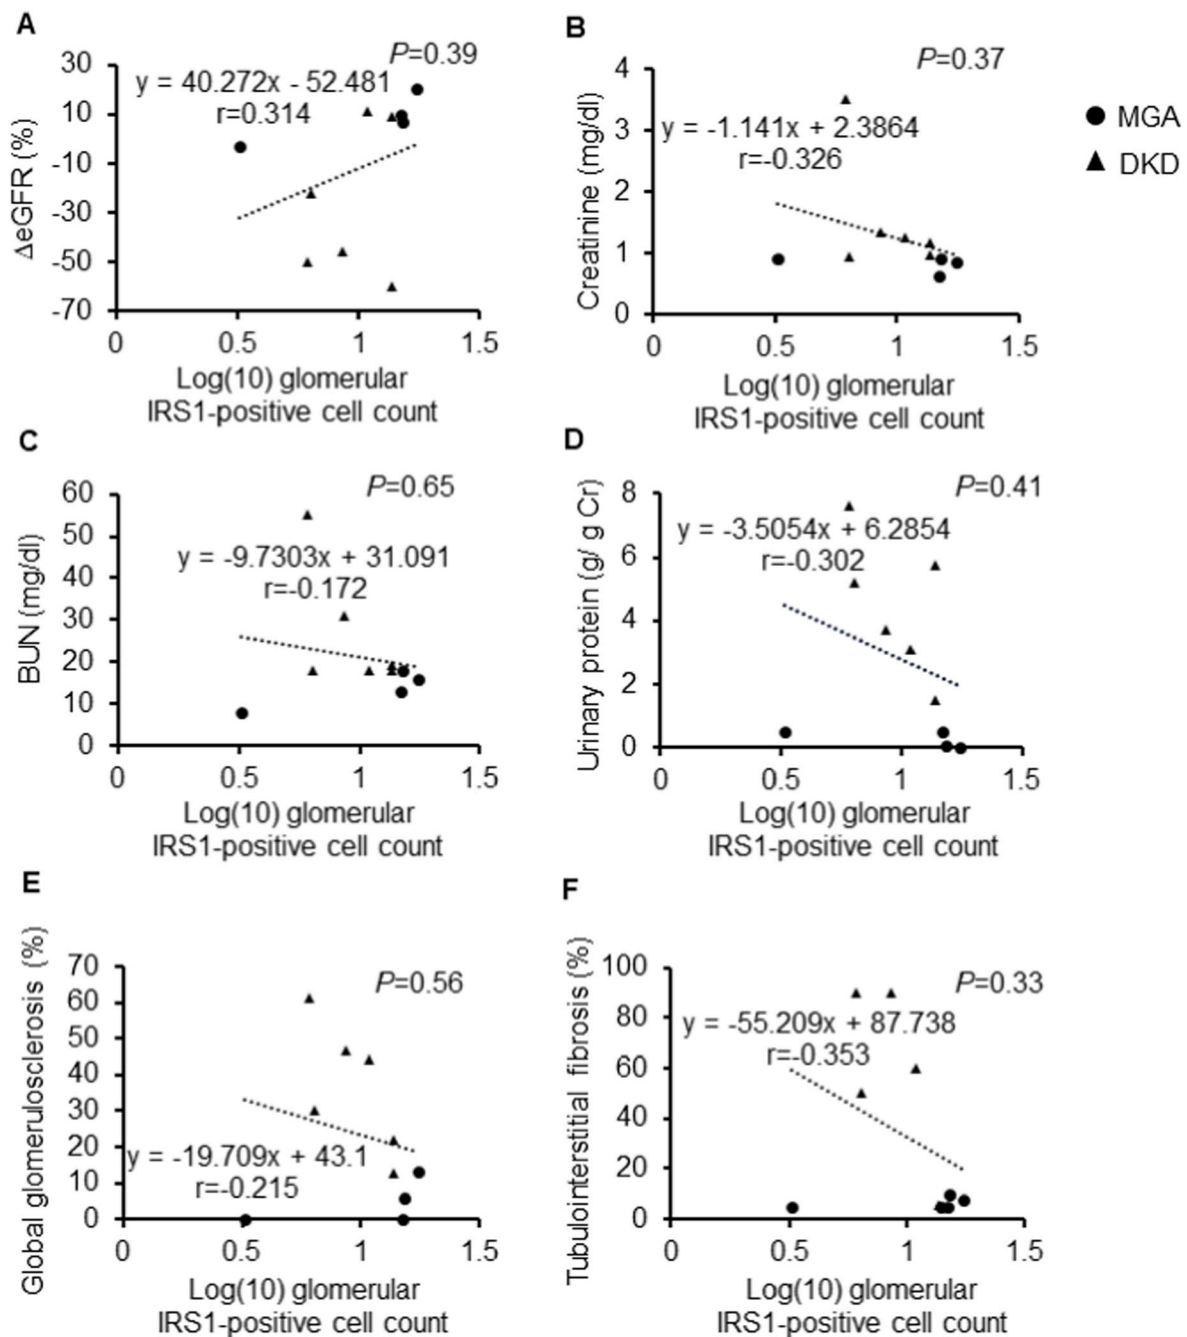 A
P=0.39
y = 40.272x - 52.481
r=0.314
30
10
-10
-30
-50
-70
ΔeGFR (%)
0
0.5
1
1.5
Log(10) glomerular
IRS1-positive cell count
B
P=0.37
y = -1.141x + 2.3864
r=-0.326
4
3
2
1
0
Creatinine (mg/dl)
0
0.5
1
1.5
Log(10) glomerular
IRS1-positive cell count
MGA
DKD
C
P=0.65
y = -9.7303x + 31.091
r=-0.172
60
50
40
30
20
10
0
BUN (mg/dl)
0
0.5
1
1.5
Log(10) glomerular
IRS1-positive cell count
D
P=0.41
y = -3.5054x + 6.2854
r=-0.302
8
6
4
2
0
Urinary protein (g/ g Cr)
0
0.5
1
1.5
Log(10) glomerular
IRS1-positive cell count
E
P=0.56
y = -19.709x + 43.1
r=-0.215
70
60
50
40
30
20
10
0
Global glomerulosclerosis (%)
0
0.5
1
1.5
Log(10) glomerular
IRS1-positive cell count
F
P=0.33
y = -55.209x + 87.738
r=-0.353
100
80
60
40
20
0
Tubulointerstitial fibrosis (%)
0
0.5
1
1.5
Log(10) glomerular
IRS1-positive cell count